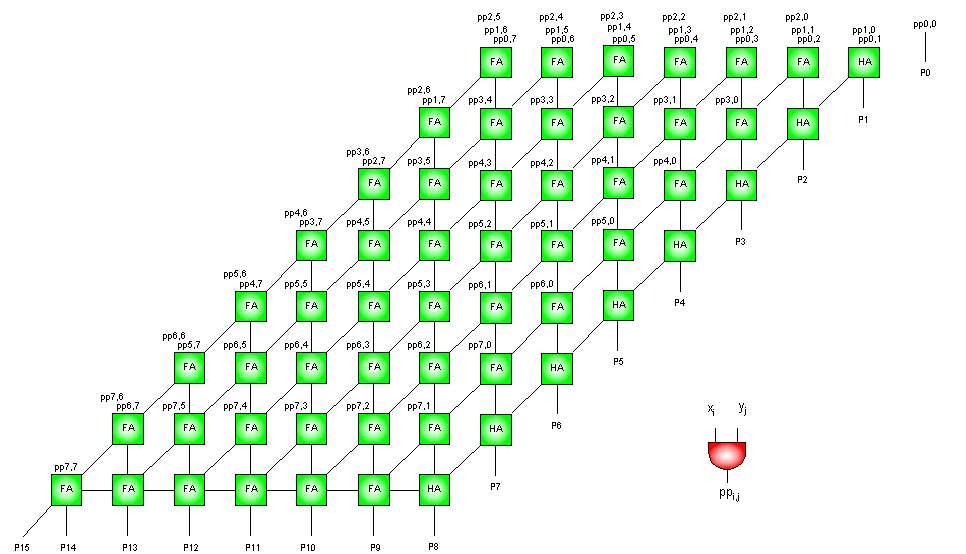 pp2,5 pp2,4 pp2,3 pp2,2 pp2,1 pp2,0
pp1,6 pp1,5 pp1,4 pp1,3 pp1,2 pp1,1 pp1,0 pp0,0
pp0,7 pp0,6 pp0,5 pp0,4 pp0,3 pp0,2 pp0,1
FA FA FA FA FA FA HA
P0
pp2,6
pp1,7 pp3,4 pp3,3 pp3,2 pp3,1 pp3,0
FA FA FA FA FA FA HA P1
pp3,6
pp2,7 pp3,5 pp4,3 pp4,2 pp4,1 pp4,0
FA FA FA FA FA FA HA P2
pp4,6
pp3,7 pp4,5 pp4,4 pp5,2 pp5,1 pp5,0
FA FA FA FA FA FA HA P3
pp5,6
pp4,7 pp5,5 pp5,4 pp5,3 pp6,1 pp6,0
FA FA FA FA FA FA HA P4
pp6,6
pp5,7 pp6,5 pp6,4 pp6,3 pp6,2 pp7,0
FA FA FA FA FA FA HA P5
pp7,6
pp6,7 pp7,5 pp7,4 pp7,3 pp7,2 pp7,1
FA FA FA FA FA FA HA P6
xi yj
pp7,7
FA FA FA FA FA FA HA P7
ppi,j
P15 P14 P13 P12 P11 P10 P9 P8